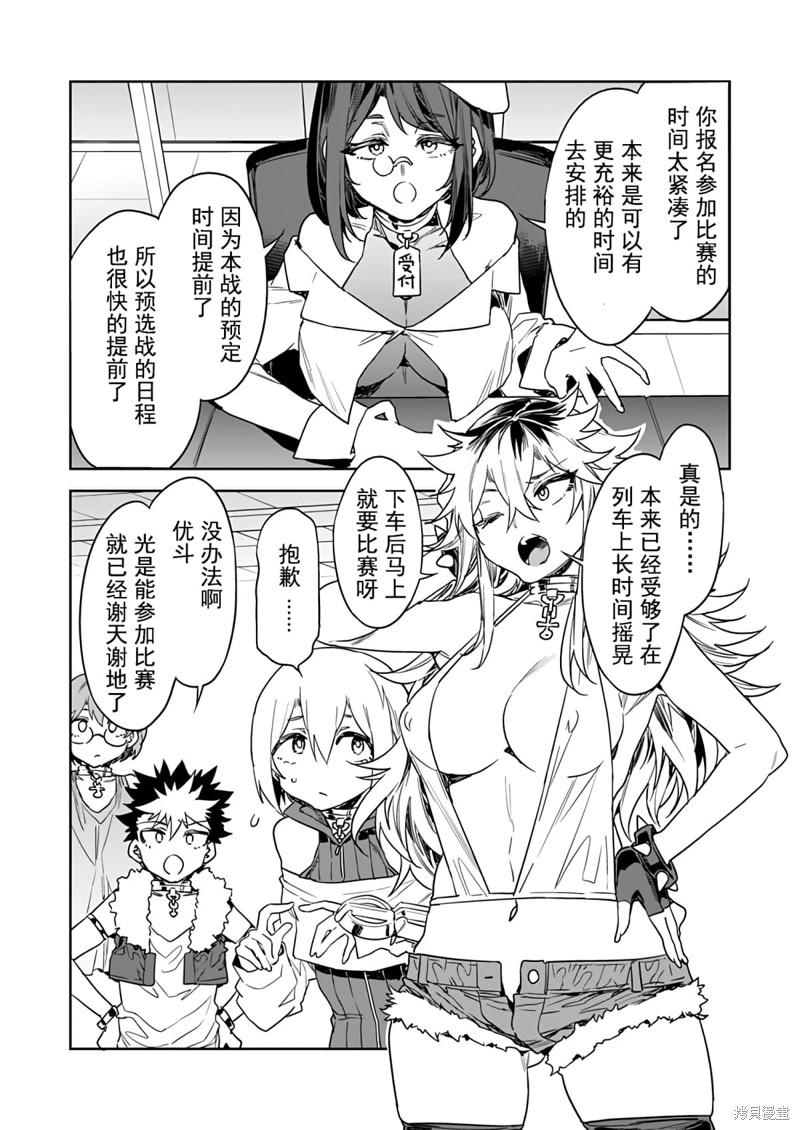 你报名参加比赛的
时间太紧凑了
本来是可以有
更充裕的时间
去安排的
受付
因为本战的预定
时间提前了
所以预选战的日程
也很快的提前了
真是的……
本来已经受够了在
列车上长时间摇晃
下车后马上
就要比赛呀
抱歉
……
没办法啊
优斗
光是能参加比赛
就已经谢天谢地了
拷贝漫畫